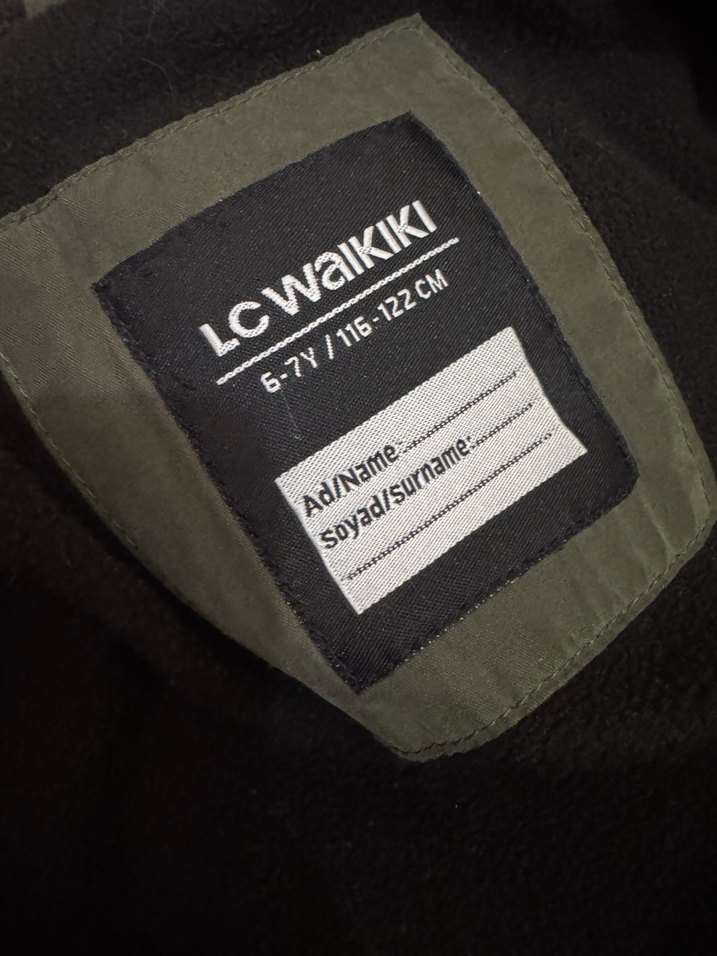 LC Waikiki
6-7Y / 116-122 CM
Ad/Name:
Soyad/Surname: